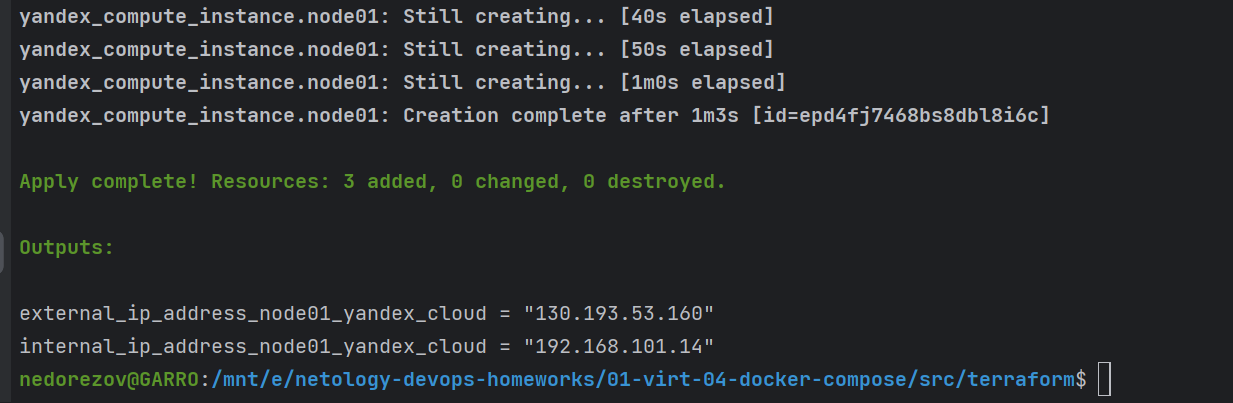 yandex_compute_instance.node01: Still creating... [40s elapsed]
yandex_compute_instance.node01: Still creating... [50s elapsed]
yandex_compute_instance.node01: Still creating... [1m0s elapsed]
yandex_compute_instance.node01: Creation complete after 1m3s [id=epd4fj7468bs8dbl8i6c]
Apply complete! Resources: 3 added, 0 changed, 0 destroyed.
Outputs:
external_ip_address_node01_yandex_cloud = "130.193.53.160"
internal_ip_address_node01_yandex_cloud = "192.168.101.14"
nedorezov@GARRO:/mnt/e/netology-devops-homeworks/01-virt-04-docker-compose/src/terraform$